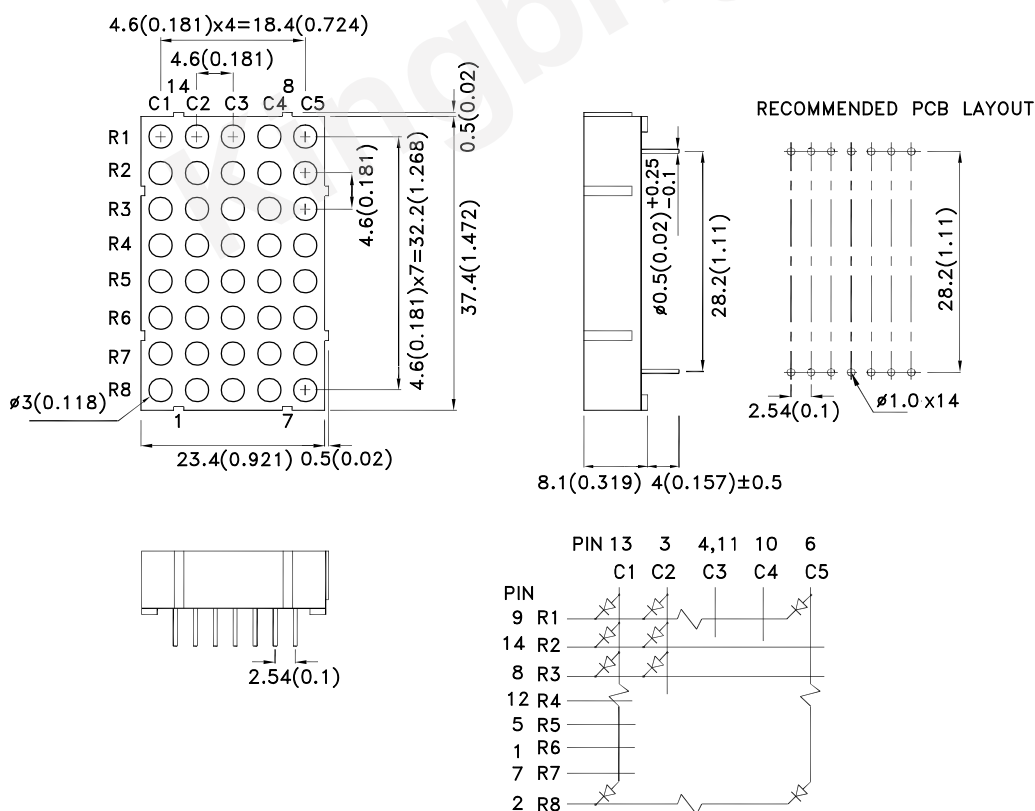 4.6(0.181)x4=18.4(0.724)
4.6(0.181)
14 8
C1 C2 C3 C4 C5
R1
R2
R3
R4
R5
R6
R7
R8
ø3(0.118)
1 7
23.4(0.921) 0.5(0.02)
4.6(0.181)
4.6(0.181)x7=32.2(1.268)
0.5(0.02)
37.4(1.472)
ø0.5(0.02)+0.25 -0.1
28.2(1.11)
8.1(0.319) 4(0.157)±0.5
RECOMMENDED PCB LAYOUT
28.2(1.11)
2.54(0.1)
ø1.0 x14
2.54(0.1)
PIN 13 3 4,11 10 6
C1 C2 C3 C4 C5
PIN
9 R1
14 R2
8 R3
12 R4
5 R5
1 R6
7 R7
2 R8